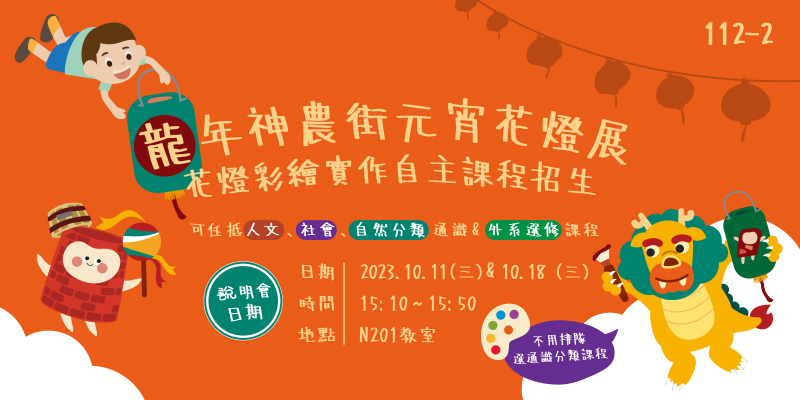 112-2
龍年神農街元宵花燈展
花燈彩繪實作自主課程招生
可任抵人文、社會、自然分類通識&外系選修課程
說明會
日期
日期 2023.10.11(三)& 10.18 (三)
時間 15:10~15:50
地點 N201教室
不用排隊
選通識分類課程